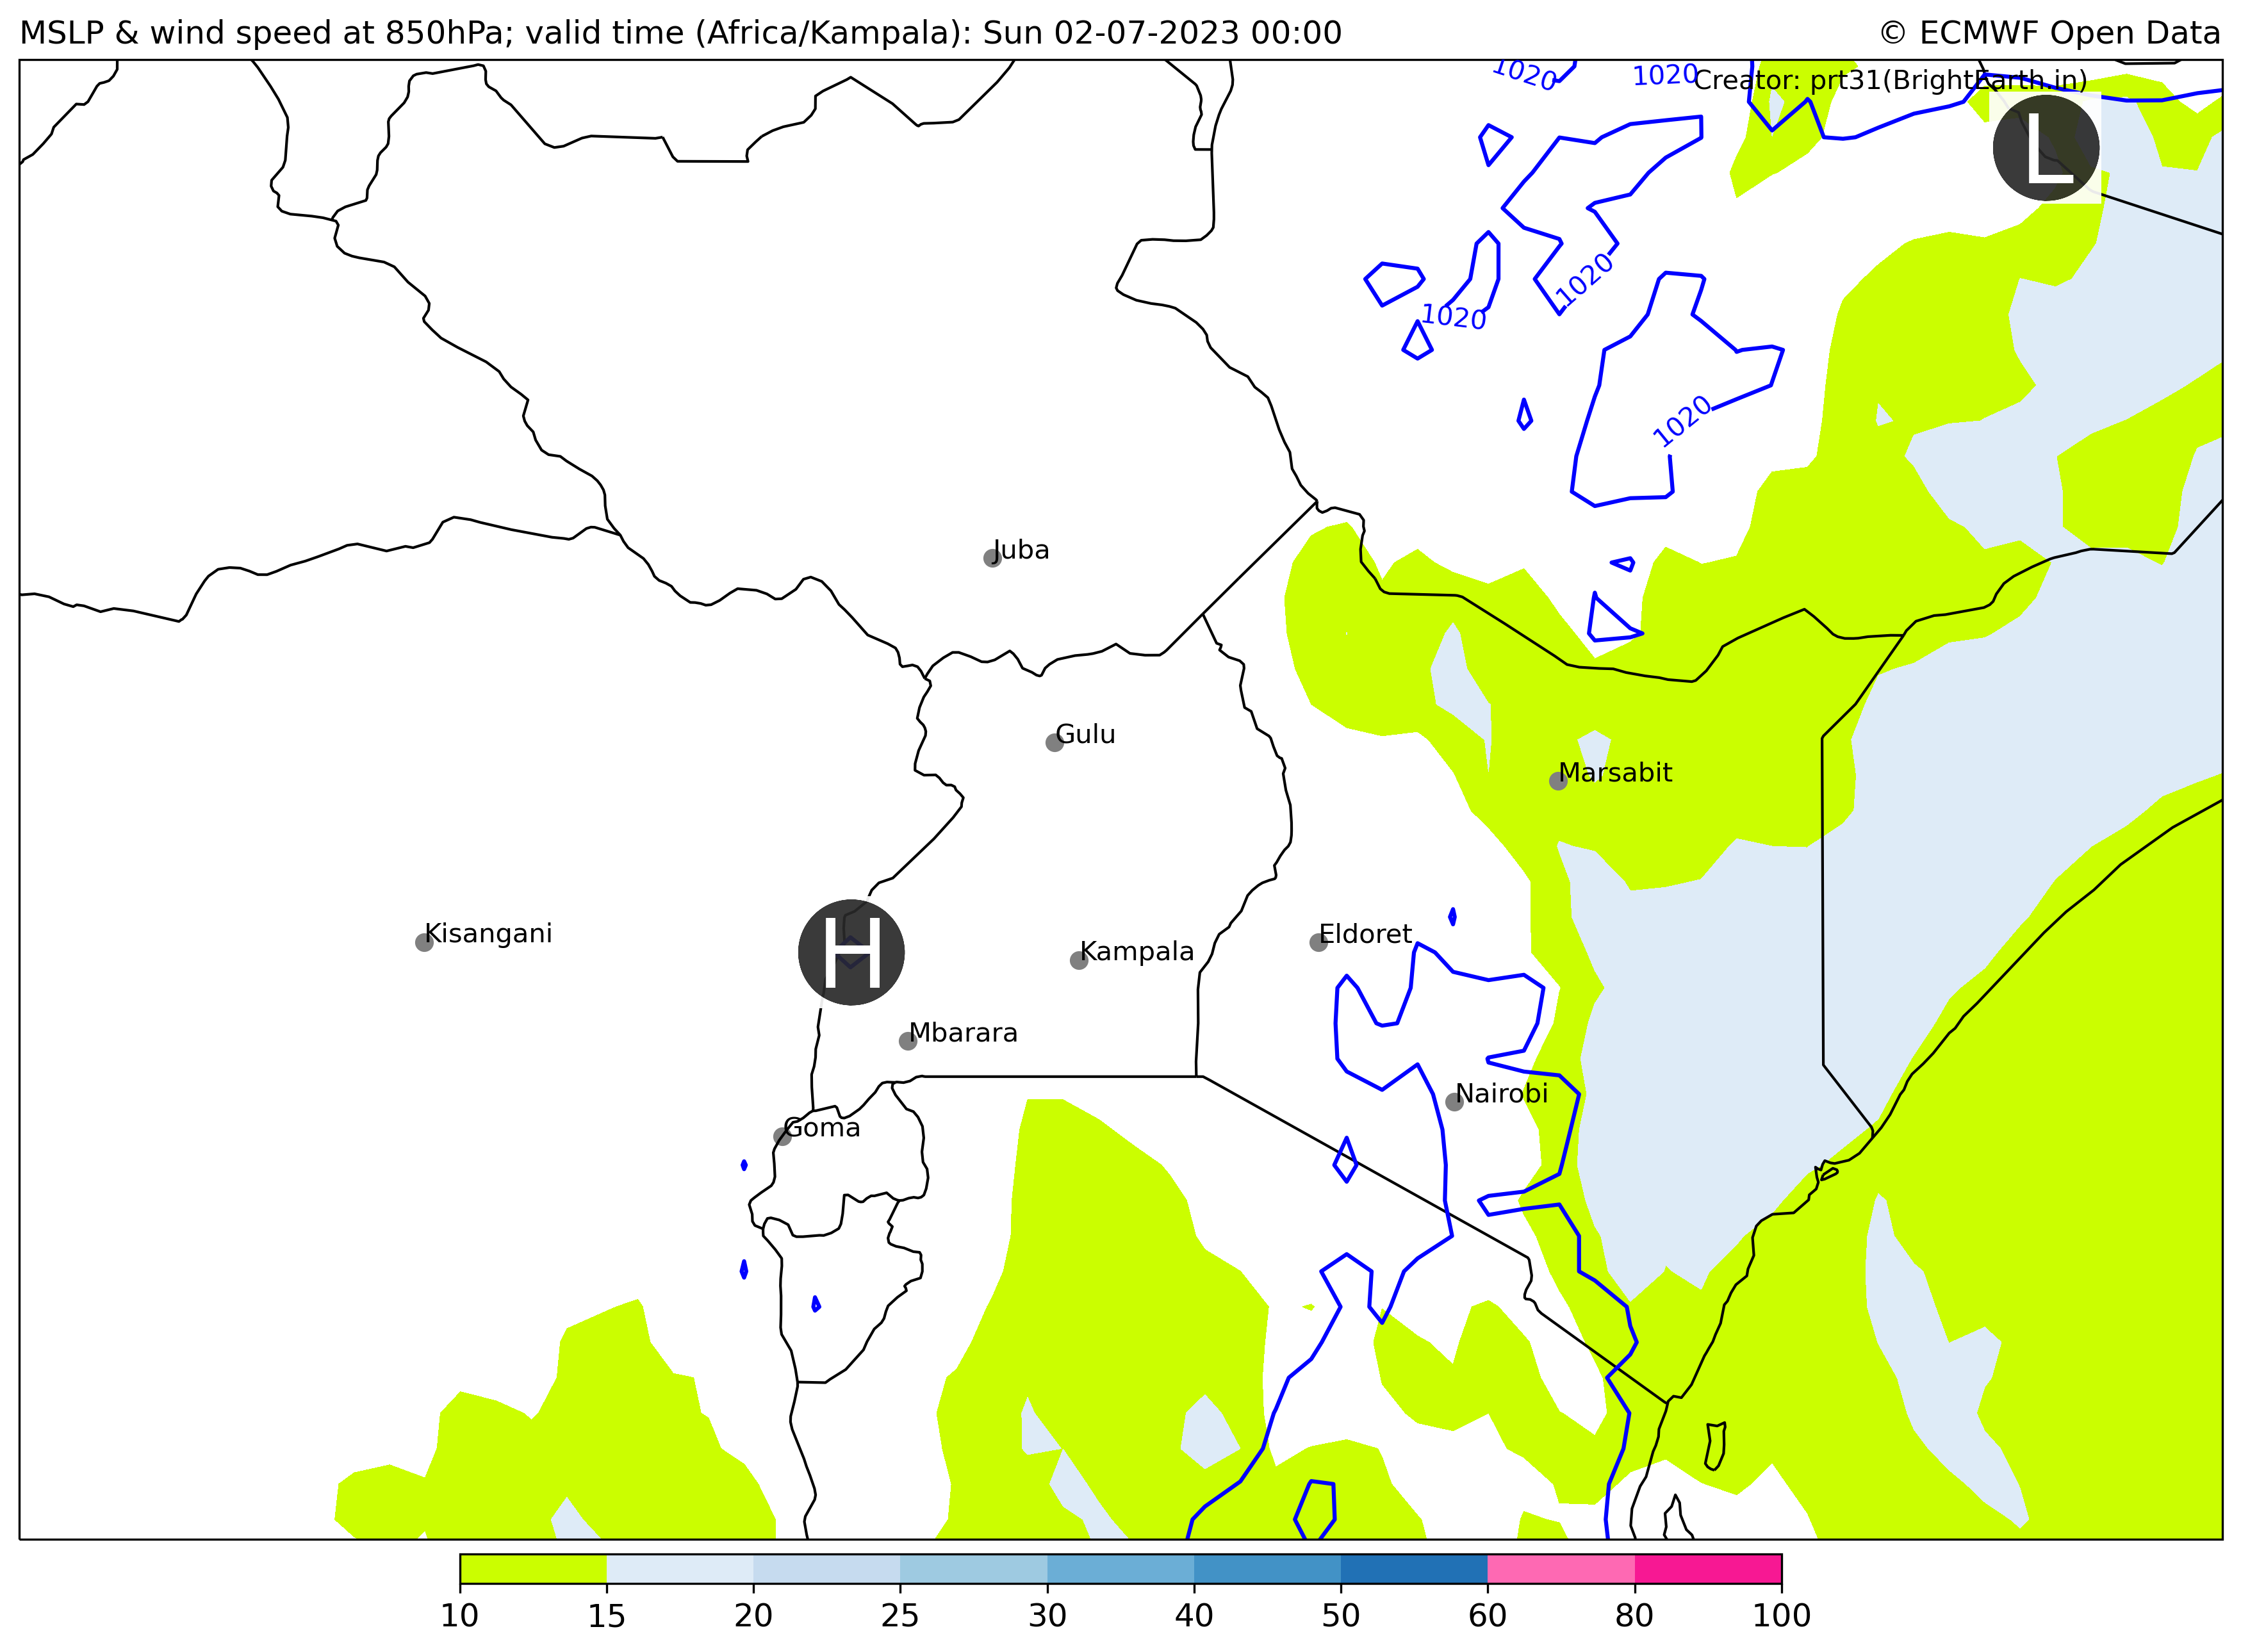 MSLP & wind speed at 850hPa; valid time (Africa/Kampala): Sun 02-07-2023 00:00
© ECMWF Open Data
1020
1020
Creator: prt31(BrightEarth.in)
L
1020
1020
1020
Juba
Gulu
Marsabit
Kisangani
H
Kampala
Eldoret
Mbarara
Nairobi
Goma
10 15 20 25 30 40 50 60 80 100